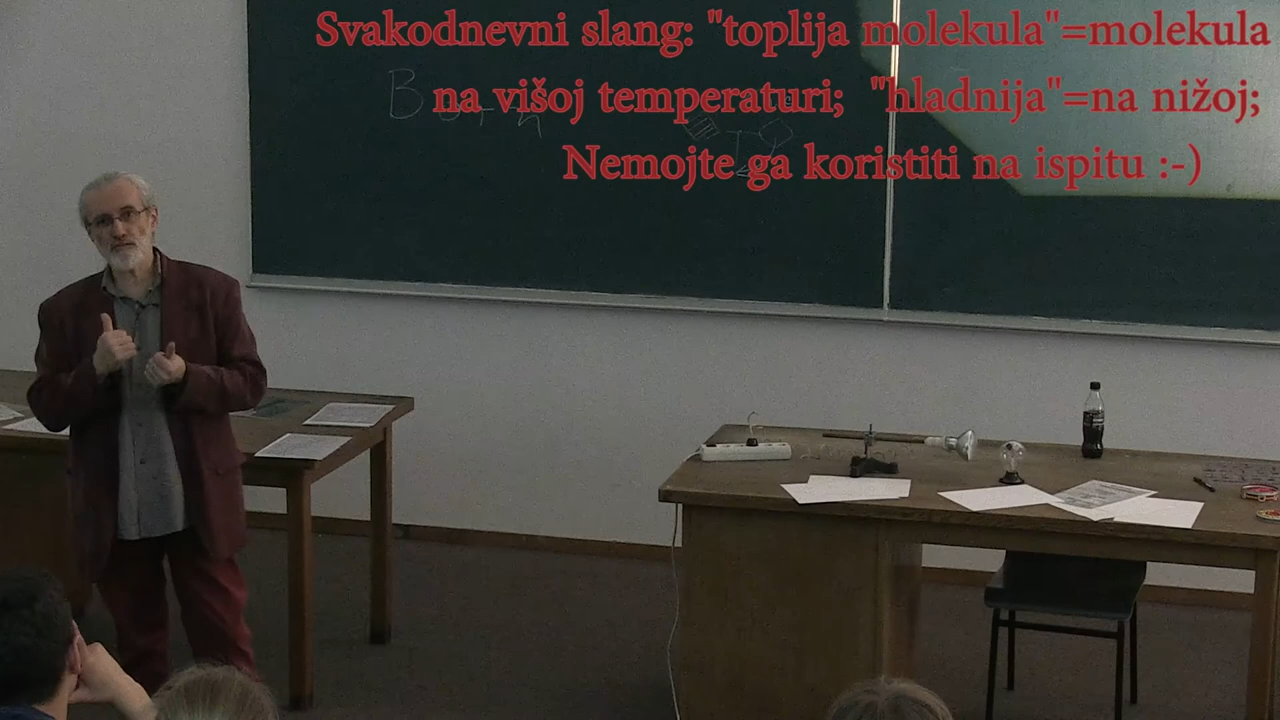 Svakodnevni slang: "toplija molekula"=molekula
na višoj temperaturi; "hladnija"=na nižoj;
Nemojte ga koristiti na ispitu :-)